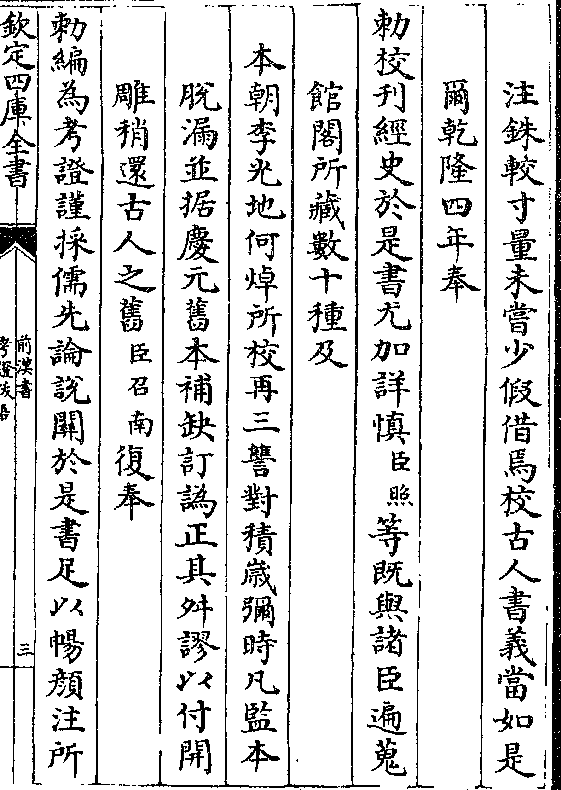 注銖較寸量未嘗少假借焉校古人書義當如是
爾乾隆四年奉
勅校刊經史於是書尤加詳慎臣照等既與諸臣遍蒐
館閣所藏數十種及
本朝李光地何焯所校再三讐對積歲彌時凡監本
脫漏並据慶元舊本補缺訂譌正其舛謬以付開
雕稍還古人之舊臣召南復奉
勅編為考證謹採儒先論説關於是書足以暢顔注所
欽定四庫全書
前漢書
考證跋語
三